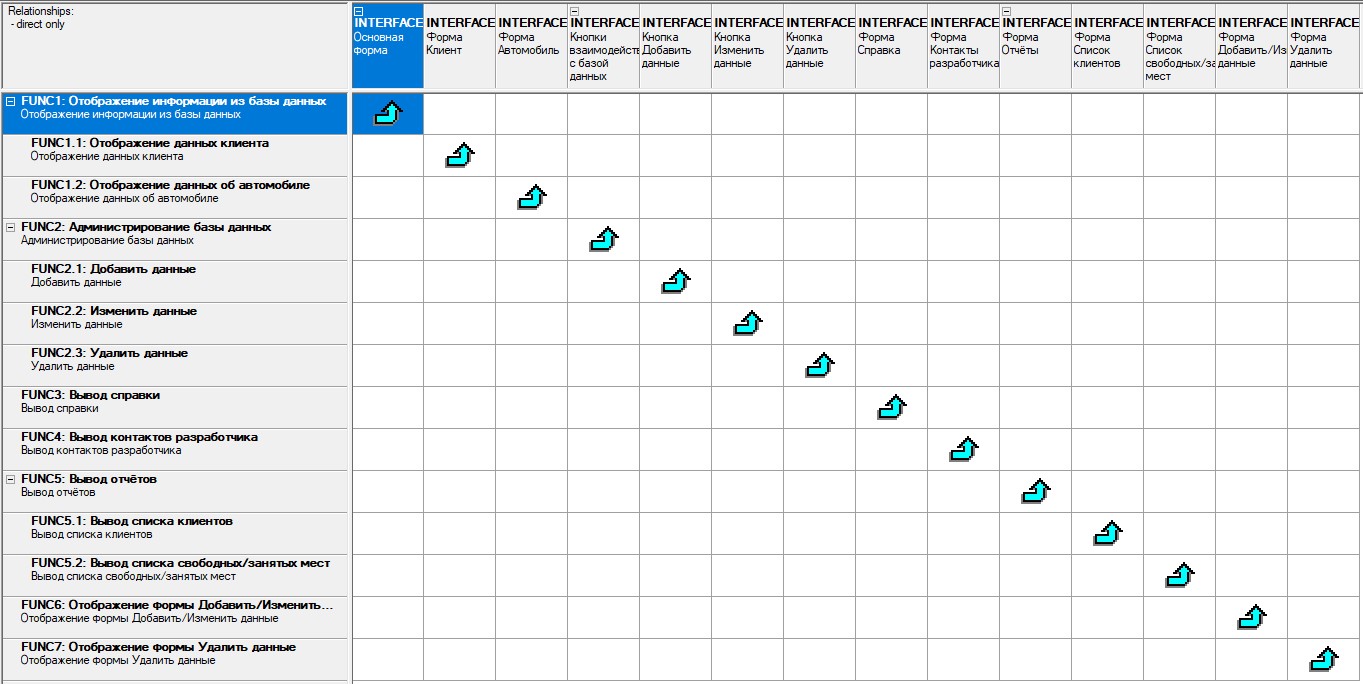 Relationships:
- direct only
INTERFACE
Основная
форма
INTERFACE
Форма
Клиент
INTERFACE
Форма
Автомобиль
INTERFACE
Кнопки
взаимодейств
с базой
данных
INTERFACE
Кнопка
Добавить
данные
INTERFACE
Кнопка
Изменить
данные
INTERFACE
Кнопка
Удалить
данные
INTERFACE
Форма
Справка
INTERFACE
Форма
Контакты
разработчика
INTERFACE
Форма
Отчёты
INTERFACE
Форма
Список
клиентов
INTERFACE
Форма
Список
свободных/за
мест
INTERFACE
Форма
Добавить/Из
данные
INTERFACE
Форма
Удалить
данные
FUNC1: Отображение информации из базы данных
Отображение информации из базы данных
FUNC1.1: Отображение данных клиента
Отображение данных клиента
FUNC1.2: Отображение данных об автомобиле
Отображение данных об автомобиле
FUNC2: Администрирование базы данных
Администрирование базы данных
FUNC2.1: Добавить данные
Добавить данные
FUNC2.2: Изменить данные
Изменить данные
FUNC2.3: Удалить данные
Удалить данные
FUNC3: Вывод справки
Вывод справки
FUNC4: Вывод контактов разработчика
Вывод контактов разработчика
FUNC5: Вывод отчётов
Вывод отчётов
FUNC5.1: Вывод списка клиентов
Вывод списка клиентов
FUNC5.2: Вывод списка свободных/занятых мест
Вывод списка свободных/занятых мест
FUNC6: Отображение формы Добавить/Изменить...
Отображение формы Добавить/Изменить данные
FUNC7: Отображение формы Удалить данные
Отображение формы Удалить данные